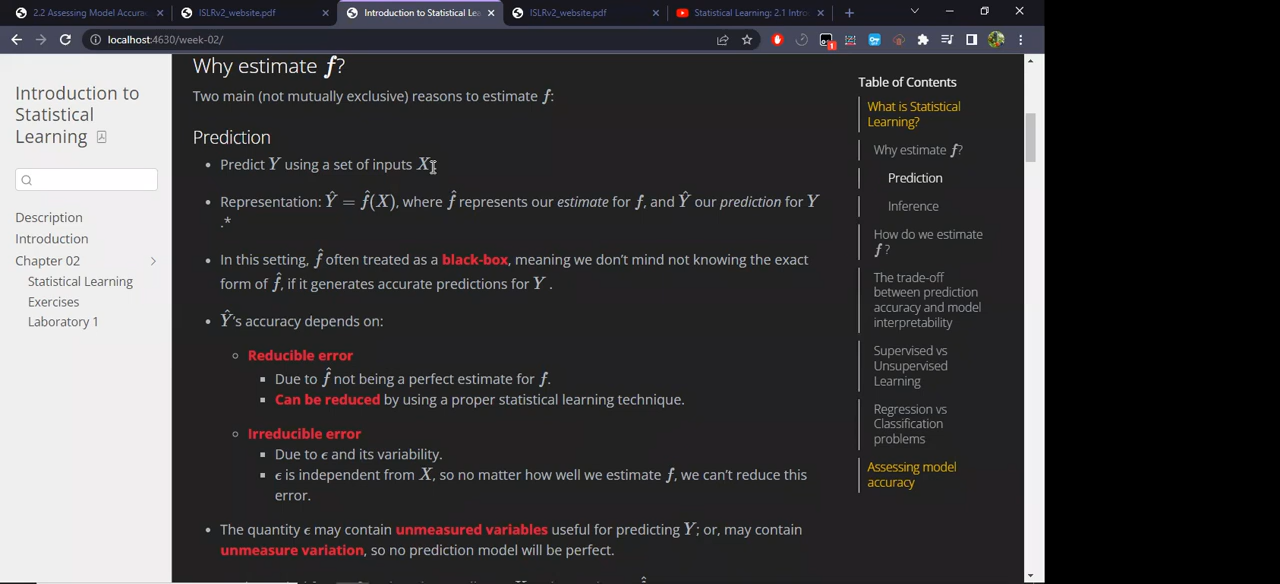 2.2 Assessing Model Accura
ISLRv2_website.pdf
Introduction to Statistical Le
ISLRv2_website.pdf
Statistical Learning: 2.1 Intro
localhost:4630/week-02/
1
Introduction to
Statistical
Learning
Description
Introduction
Chapter 02
Statistical Learning
Exercises
Laboratory 1
Why estimate f?
Two main (not mutually exclusive) reasons to estimate f:
Prediction
• Predict Y using a set of inputs X
• Representation: Ŷ = f̂(X), where f̂ represents our estimate for f, and Ŷ our prediction for Y
.*
• In this setting, f̂ often treated as a black-box, meaning we don't mind not knowing the exact
form of f̂, if it generates accurate predictions for Y.
• Ŷ's accuracy depends on:
Reducible error
Due to f̂ not being a perfect estimate for f.
Can be reduced by using a proper statistical learning technique.
Irreducible error
Due to ϵ and its variability.
ϵ is independent from X, so no matter how well we estimate f, we can't reduce this
error.
• The quantity ϵ may contain unmeasured variables useful for predicting Y; or, may contain
unmeasure variation, so no prediction model will be perfect.
Table of Contents
What is Statistical
Learning?
Why estimate f?
Prediction
Inference
How do we estimate
f?
The trade-off
between prediction
accuracy and model
interpretability
Supervised vs
Unsupervised
Learning
Regression vs
Classification
problems
Assessing model
accuracy